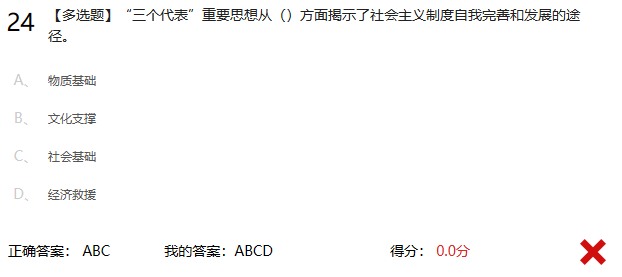 24 【多选题】“三个代表”重要思想从（）方面揭示了社会主义制度自我完善和发展的途
径。
A、 物质基础
B、 文化支撑
C、 社会基础
D、 经济救援
正确答案： ABC 我的答案：ABCD 得分： 0.0分